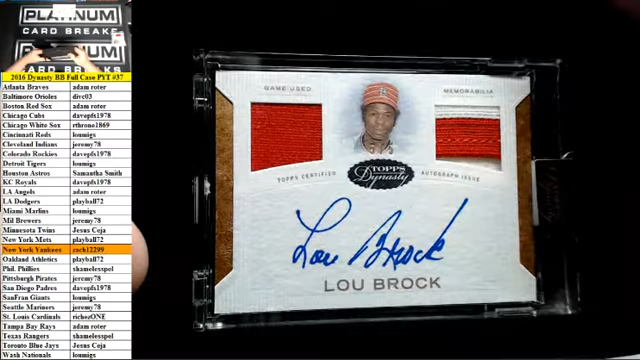 PLATINUM
CARD BREAKS
PLATINUM
CARD BREAKS
2016 Dynasty BB Full Case PYT #37
Atlanta Braves adam roter
Baltimore Orioles dive03
Boston Red Sox adam roter
Chicago Cubs davepfs1978
Chicago White Sox rthrone1869
Cincinnati Reds loumigs
Cleveland Indians jeremy78
Colorado Rockies davepfs1978
Detroit Tigers loumigs
Houston Astros Samantha Smith
KC Royals davepfs1978
LA Angels adam roter
LA Dodgers playball72
Miami Marlins loumigs
Mil Brewers jeremy78
Minnesota Twins Jesus Ceja
New York Mets playball72
New York Yankees zach12299
Oakland Athletics playball72
Phil. Phillies shamelesspel
Pittsburgh Pirates jeremy78
San Diego Padres davepfs1978
SanFran Giants loumigs
Seattle Mariners jeremy78
St. Louis Cardinals richezONE
Tampa Bay Rays adam roter
Texas Rangers shamelesspel
Toronto Blue Jays Jesus Ceja
Wash Nationals loumigs
GAME USED
MEMORABILIA
TOPPS
Dynasty
TOPPS CERTIFIED AUTOGRAPH ISSUE
Lou Brock
LOU BROCK